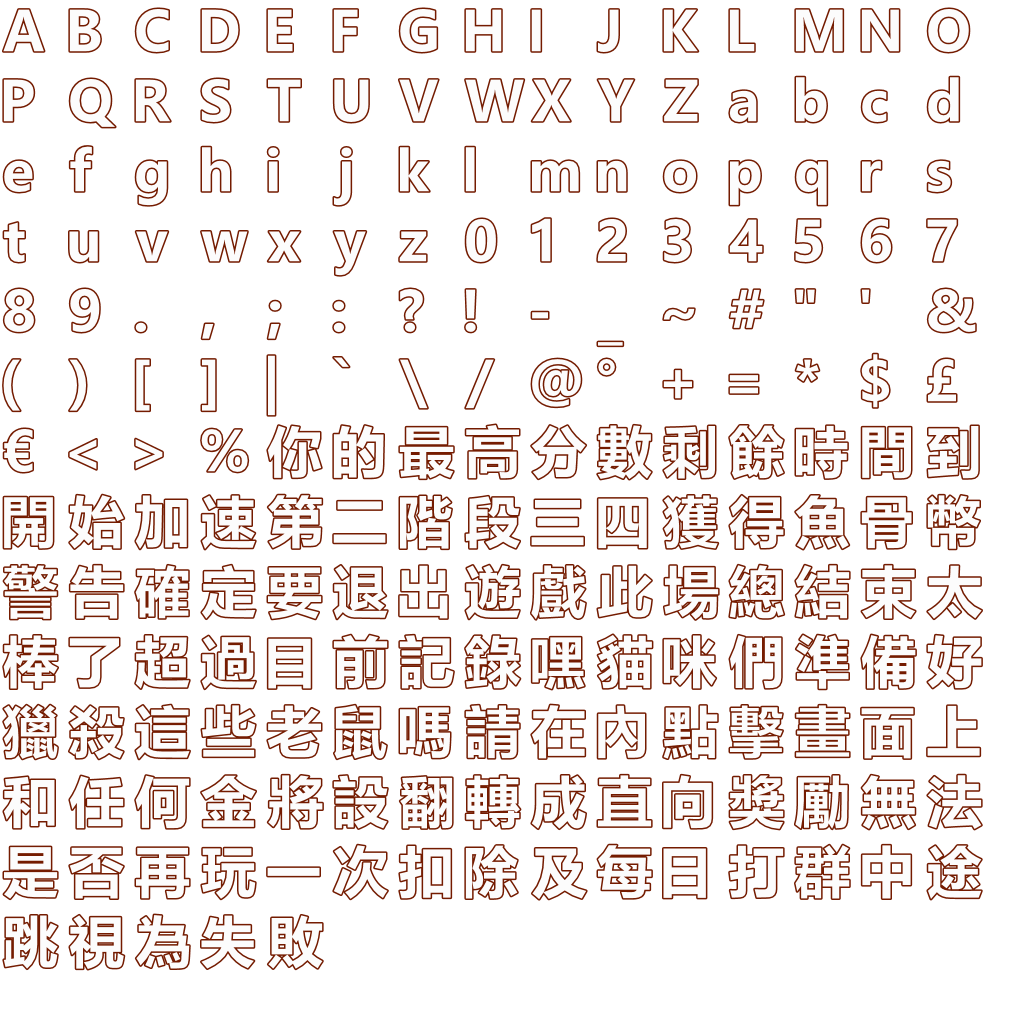 A B C D E F G H I J K L M N O
P Q R S T U V W X Y Z a b c d
e f g h i j k l m n o p q r s
t u v w x y z 0 1 2 3 4 5 6 7
8 9 . , ; : ? ! - _ ~ # " ' &
( ) [ ] | ` \ / @ ° + = * $ £
€ < > % 你 的 最 高 分 數 剩 餘 時 間 到
開 始 加 速 第 二 階 段 三 四 獲 得 魚 骨 幣
警 告 確 定 要 退 出 遊 戲 此 場 總 結 束 太
棒 了 超 過 目 前 記 錄 嘿 貓 咪 們 準 備 好
獵 殺 這 些 老 鼠 嗎 請 在 內 點 擊 畫 面 上
和 任 何 金 將 設 翻 轉 成 直 向 獎 勵 無 法
是 否 再 玩 一 次 扣 除 及 每 日 打 群 中 途
跳 視 為 失 敗